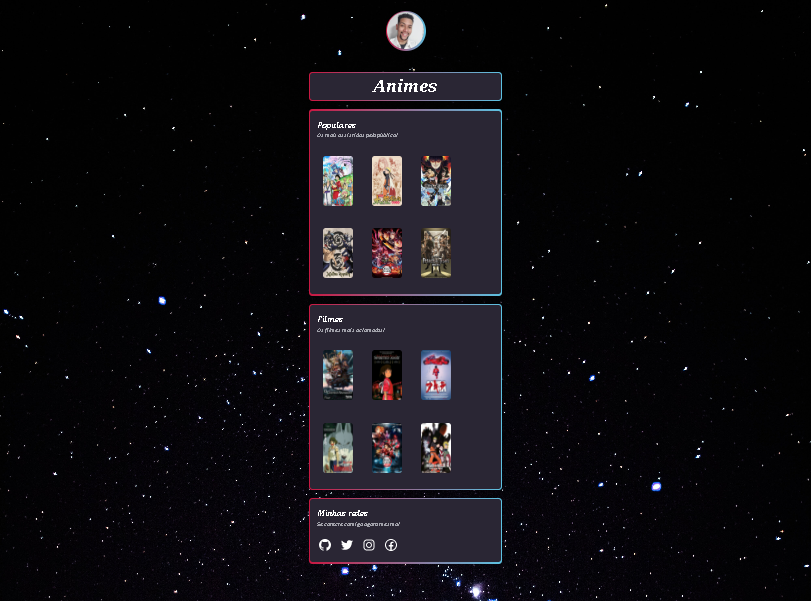 Animes
Populares
Os mais assistidos pelo público!
Filmes
Os filmes mais aclamados!
Minhas redes
Se conecte comigo agora mesmo!